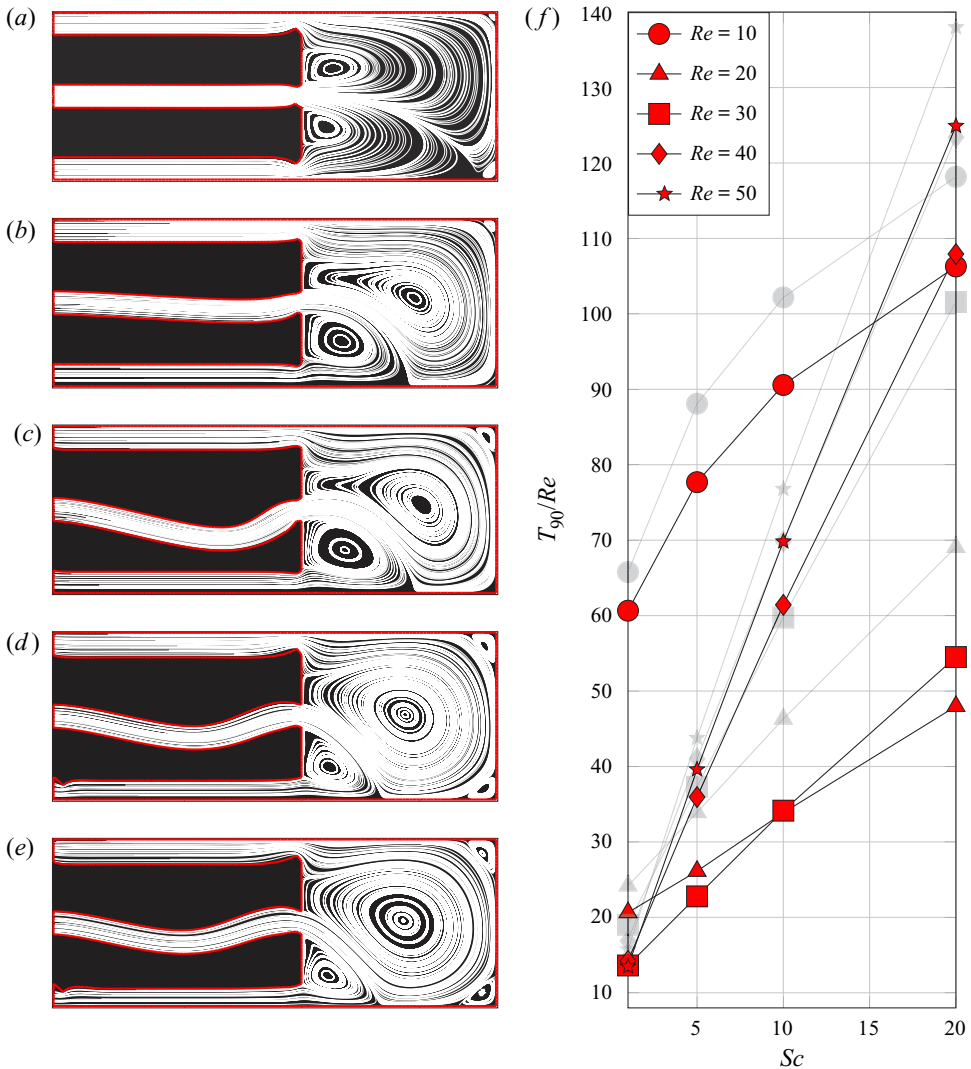 (a)
(b)
(c)
(d)
(e)
(f)
140
130
120
110
100
90
80
70
60
50
40
30
20
10
T90/Re
Re = 10
Re = 20
Re = 30
Re = 40
Re = 50
5
10
15
20
Sc